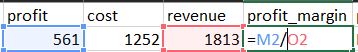 profit cost revenue profit_margin
561 1252 1813 =M2/O2